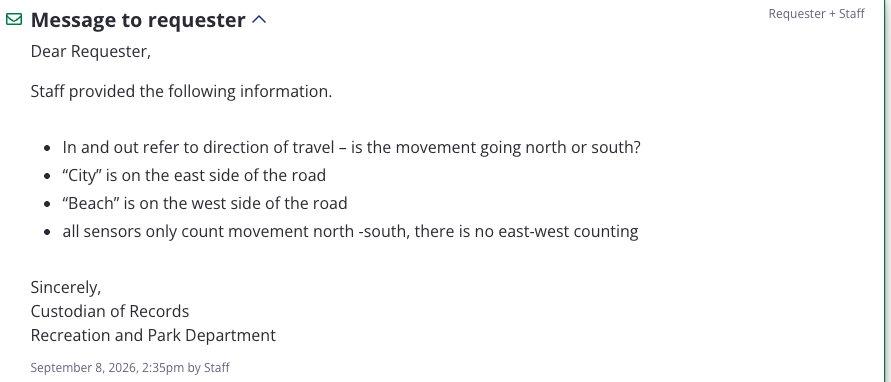 Message to requester
Requester + Staff
Dear Requester,
Staff provided the following information.
• In and out refer to direction of travel – is the movement going north or south?
• “City” is on the east side of the road
• “Beach” is on the west side of the road
• all sensors only count movement north -south, there is no east-west counting
Sincerely,
Custodian of Records
Recreation and Park Department
September 8, 2026, 2:35pm by Staff